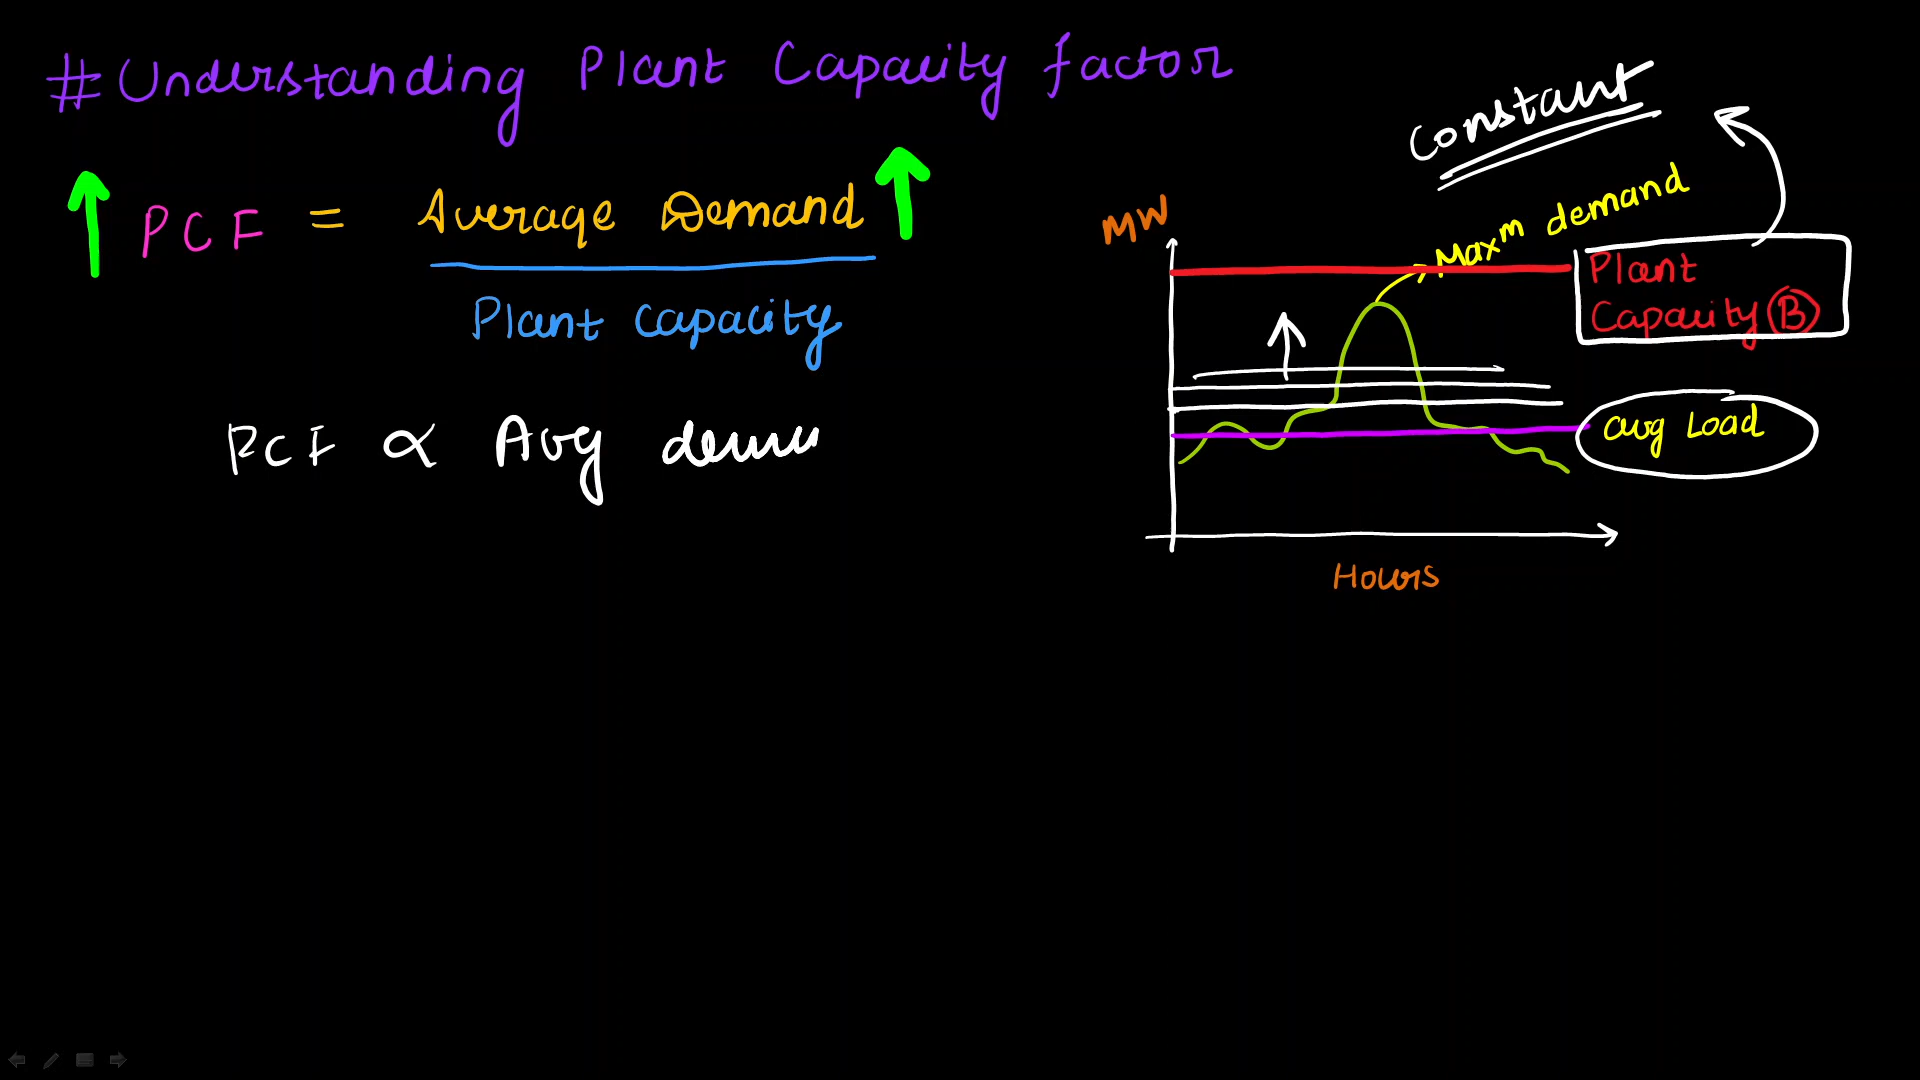 #Understanding Plant Capacity factor
PCF = Average Demand
Plant Capacity
PCF ∝ Avg
Constant
MW
Maxᵐ demand
Plant
Capacity B
avg Load
Hours